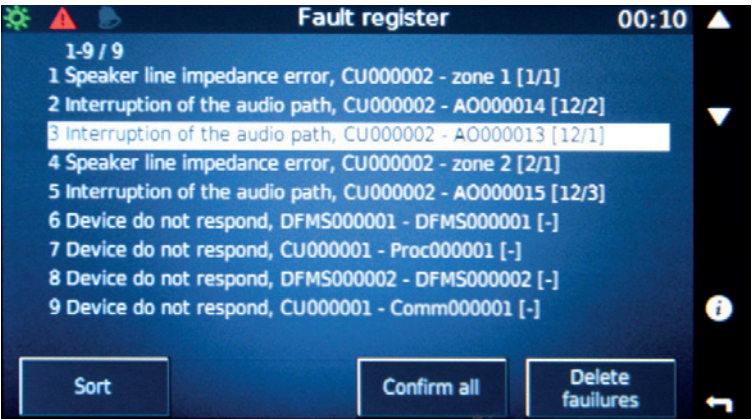 Fault register 00:10
1-9 / 9
1 Speaker line impedance error, CU000002 - zone 1 [1/1]
2 Interruption of the audio path, CU000002 - AO000014 [12/2]
3 Interruption of the audio path, CU000002 - AO000013 [12/1]
4 Speaker line impedance error, CU000002 - zone 2 [2/1]
5 Interruption of the audio path, CU000002 - AO000015 [12/3]
6 Device do not respond, DFMS000001 - DFMS000001 [-]
7 Device do not respond, CU000001 - Proc000001 [-]
8 Device do not respond, DFMS000002 - DFMS000002 [-]
9 Device do not respond, CU000001 - Comm000001 [-]
Sort
Confirm all
Delete
fauilures